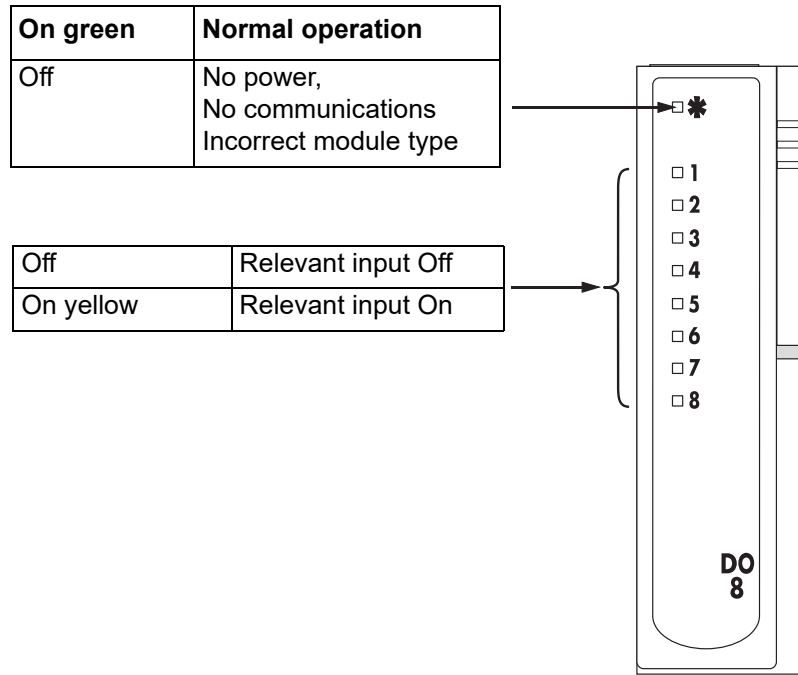 On green Normal operation
Off No power,
No communications
Incorrect module type
✱
1
2
3
4
5
6
7
8
Off Relevant input Off
On yellow Relevant input On
DO
8